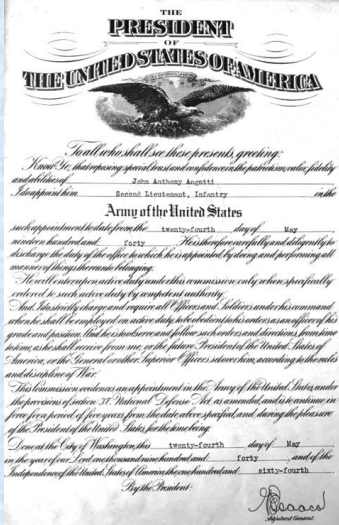 THE
PRESIDENT
OF
THE UNITED STATES OF AMERICA
To all who shall see these presents, greeting:
Know Ye, that reposing special trust and confidence in the patriotism, valor, fidelity
and abilities of John Anthony Angotti
I do appoint him Second Lieutenant, Infantry in the
Army of the United States
such appointment to date from the twenty-fourth day of May
nineteen hundred and forty. He is therefore carefully and diligently to
discharge the duty of the office to which he is appointed by doing and performing all
manner of things thereunto belonging.
He will enter upon active duty under this commission only when specifically
ordered to such active duty by competent authority.
And I do strictly charge and require all Officers and Soldiers under his command
when he shall be employed on active duty to be obedient to his orders as an officer of his
grade and position. And he is to observe and follow such orders and directions, from time
to time, as he shall receive from me, or the future President of the United States of
America, or the General or other Superior Officers set over him, according to the rules
and discipline of War.
This Commission evidences an appointment in the Army of the United States, under
the provisions of section 37, National Defense Act, as amended, and is to continue in
force for a period of five years from the date above specified, and during the pleasure
of the President of the United States, for the time being.
Done at the City of Washington, this twenty-fourth day of May
in the year of our Lord one thousand nine hundred and forty and of the
Independence of the United States of America the one hundred and sixty-fourth
By the President:
Adjutant General.